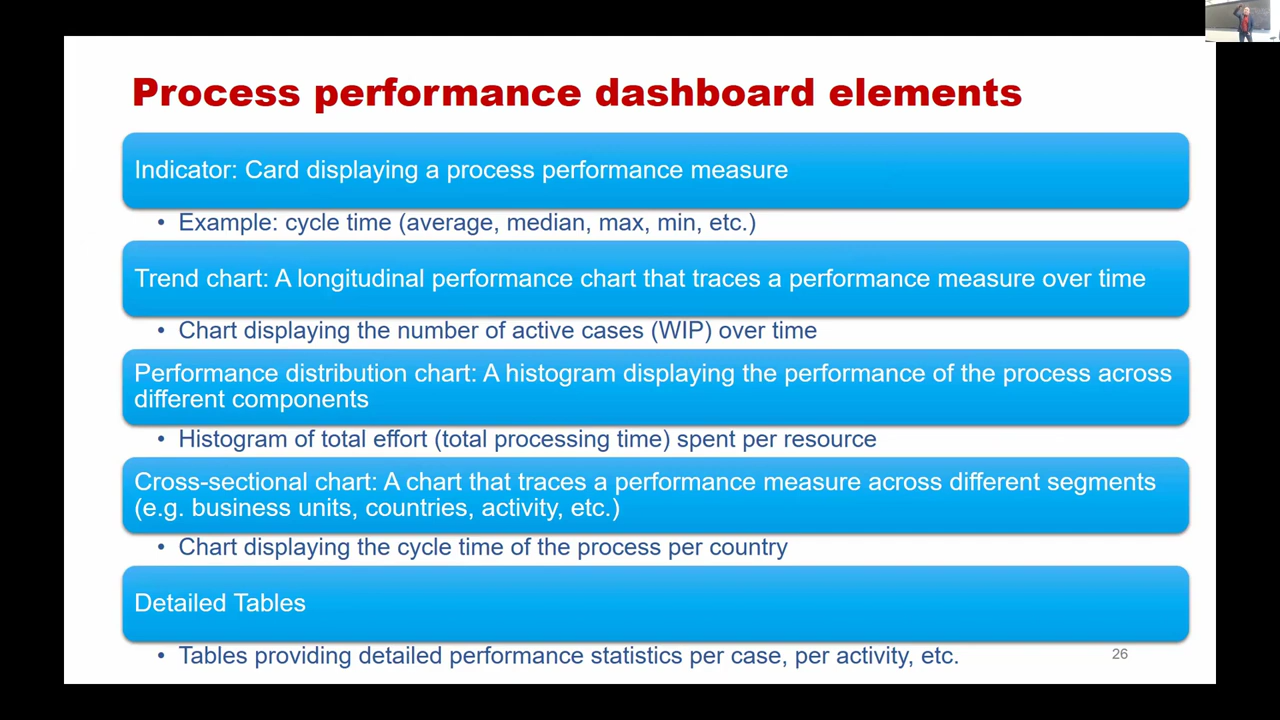 Process performance dashboard elements
Indicator: Card displaying a process performance measure
• Example: cycle time (average, median, max, min, etc.)
Trend chart: A longitudinal performance chart that traces a performance measure over time
• Chart displaying the number of active cases (WIP) over time
Performance distribution chart: A histogram displaying the performance of the process across
different components
• Histogram of total effort (total processing time) spent per resource
Cross-sectional chart: A chart that traces a performance measure across different segments
(e.g. business units, countries, activity, etc.)
• Chart displaying the cycle time of the process per country
Detailed Tables
• Tables providing detailed performance statistics per case, per activity, etc.
26